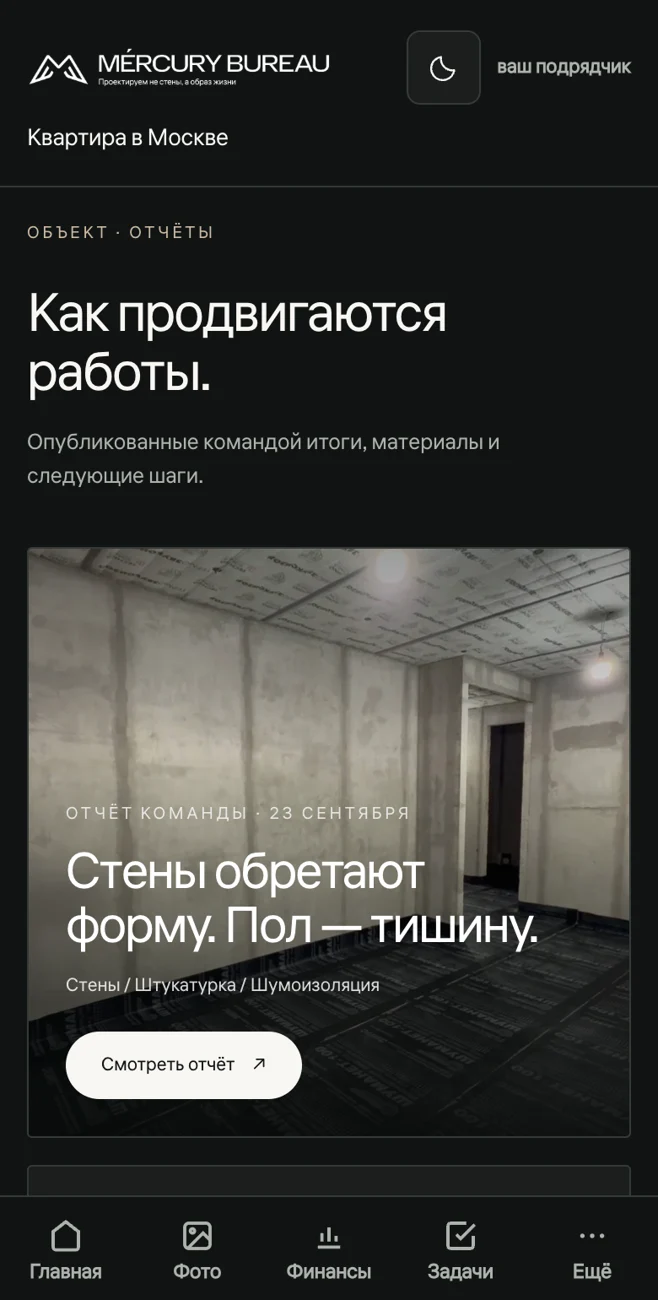 MÉRCURY BUREAU
Проектируем не стены, а образ жизни
ваш подрядчик
Квартира в Москве
ОБЪЕКТ · ОТЧЁТЫ
Как продвигаются
работы.
Опубликованные командой итоги, материалы и
следующие шаги.
ОТЧЁТ КОМАНДЫ · 23 СЕНТЯБРЯ
Стены обретают
форму. Пол — тишину.
Стены / Штукатурка / Шумоизоляция
Смотреть отчёт
Главная
Фото
Финансы
Задачи
Ещё